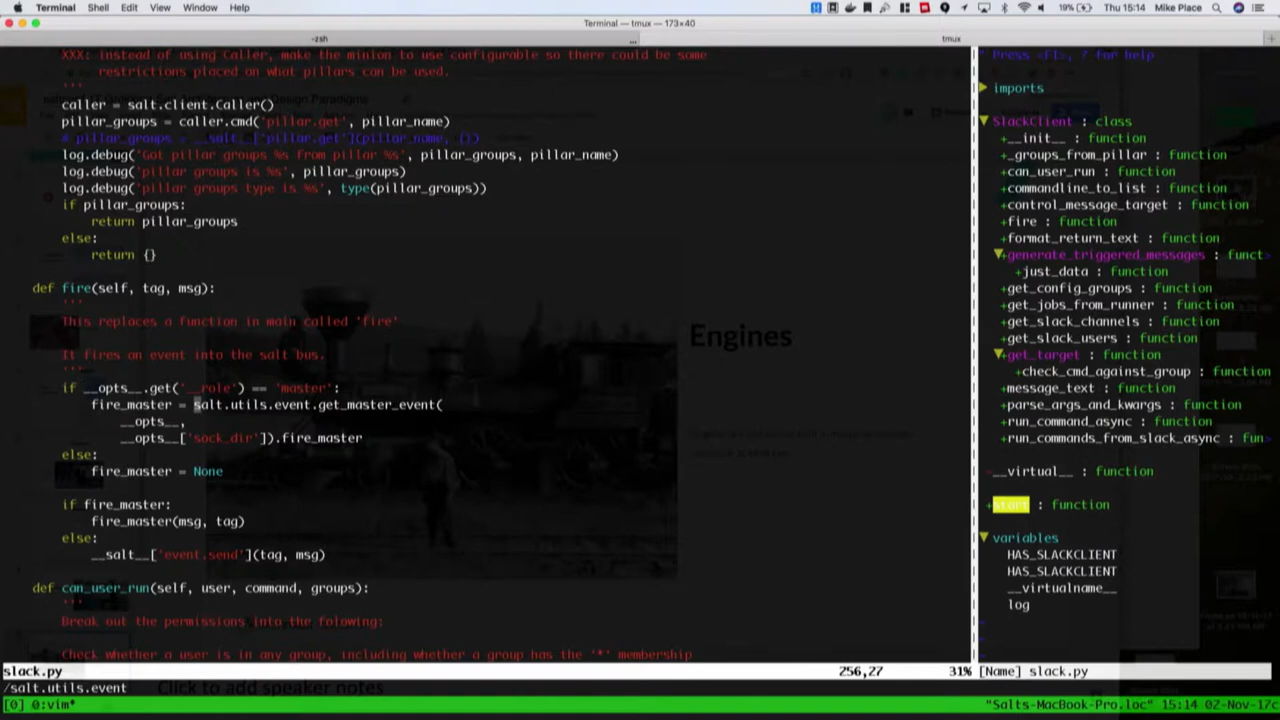 Terminal Shell Edit View Window Help 19% Thu 15:14 Mike Place
Terminal — tmux — 173×40
-zsh ... tmux
XXX: instead of using Caller, make the minion to use configurable so there could be some
restrictions placed on what pillars can be used.
'''
caller = salt.client.Caller()
pillar_groups = caller.cmd('pillar.get', pillar_name)
# pillar_groups = __salt__['pillar.get'](pillar_name, {})
log.debug('Got pillar groups %s from pillar %s', pillar_groups, pillar_name)
log.debug('pillar groups is %s', pillar_groups)
log.debug('pillar groups type is %s', type(pillar_groups))
if pillar_groups:
return pillar_groups
else:
return {}
def fire(self, tag, msg):
'''
This replaces a function in main called 'fire'
It fires an event into the salt bus.
'''
if __opts__.get('__role') == 'master':
fire_master = salt.utils.event.get_master_event(
__opts__,
__opts__['sock_dir']).fire_master
else:
fire_master = None
if fire_master:
fire_master(msg, tag)
else:
__salt__['event.send'](tag, msg)
def can_user_run(self, user, command, groups):
'''
Break out the permissions into the folowing:
Check whether a user is in any group, including whether a group has the '*' membership
slack.py 256,27 31%
/salt.utils.event
[0] 0:vim*
" Press <F1>, ? for help
▶ imports
▼ SlackClient : class
+__init__ : function
+_groups_from_pillar : function
+can_user_run : function
+commandline_to_list : function
+control_message_target : function
+fire : function
+format_return_text : function
▼+generate_triggered_messages : funct>
+just_data : function
+get_config_groups : function
+get_jobs_from_runner : function
+get_slack_channels : function
+get_slack_users : function
▼+get_target : function
+check_cmd_against_group : function
+message_text : function
+parse_args_and_kwargs : function
+run_command_async : function
+run_commands_from_slack_async : fun>
-__virtual__ : function
+start : function
▼ variables
HAS_SLACKCLIENT
HAS_SLACKCLIENT
__virtualname__
log
~
~
[Name] slack.py
"Salts-MacBook-Pro.loc" 15:14 02-Nov-17
Engines
Click to add speaker notes